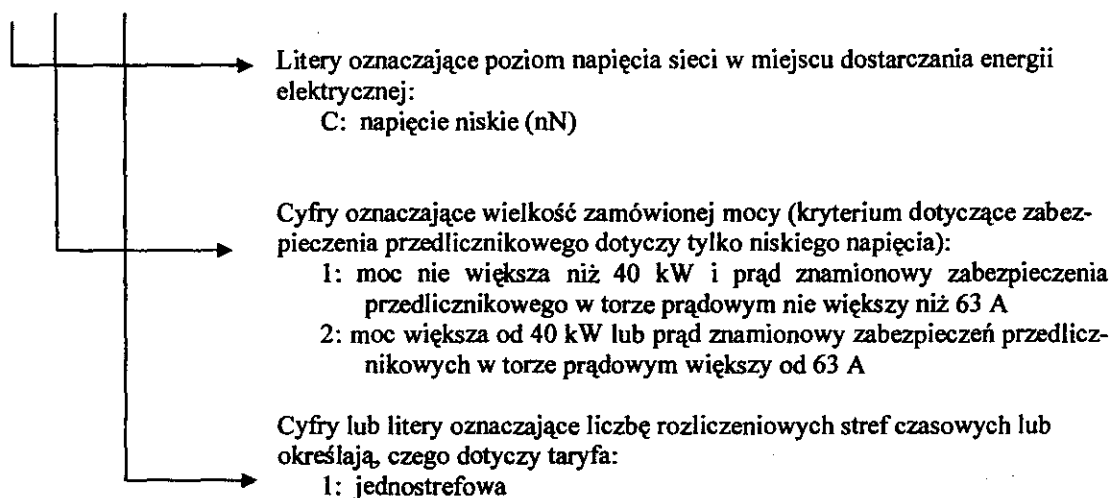 Litery oznaczające poziom napięcia sieci w miejscu dostarczania energii
elektrycznej:
C: napięcie niskie (nN)
Cyfry oznaczające wielkość zamówionej mocy (kryterium dotyczące zabez-
pieczenia przedlicznikowego dotyczy tylko niskiego napięcia):
1: moc nie większa niż 40 kW i prąd znamionowy zabezpieczenia
przedlicznikowego w torze prądowym nie większy niż 63 A
2: moc większa od 40 kW lub prąd znamionowy zabezpieczeń przedlicz-
nikowych w torze prądowym większy od 63 A
Cyfry lub litery oznaczające liczbę rozliczeniowych stref czasowych lub
określają, czego dotyczy taryfa:
1: jednostrefowa